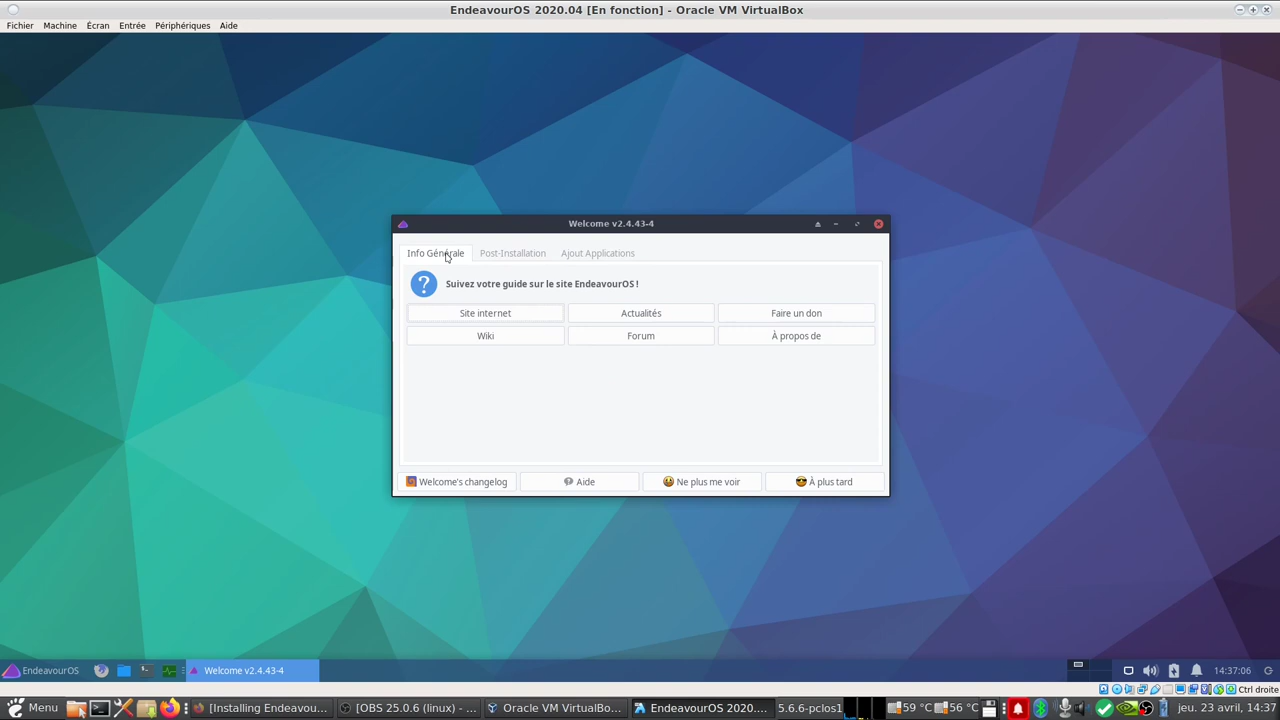 EndeavourOS 2020.04 [En fonction] - Oracle VM VirtualBox
Fichier Machine Écran Entrée Périphériques Aide
Welcome v2.4.43-4
Info Générale Post-Installation Ajout Applications
Suivez votre guide sur le site EndeavourOS !
Site internet Actualités Faire un don
Wiki Forum À propos de
Welcome's changelog Aide Ne plus me voir À plus tard
EndeavourOS Welcome v2.4.43-4 14:37:06
Ctrl droite
Menu [Installing Endeavou... [OBS 25.0.6 (linux) - ... Oracle VM VirtualBo... EndeavourOS 2020.... 5.6.6-pclos1 59 °C 56 °C jeu. 23 avril, 14:37